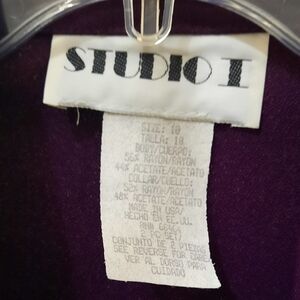 STUDIO I
SIZE: 10
TALLA: 10
BODY/CUERPO:
56% RAYON/RAYON
44% ACETATE/ACETATO
COLLAR/CUELLO:
52% RAYON/RAYON
48% ACETATE/ACETATO
MADE IN USA/
HECHO EN EE.UU.
RNN
2 PC SET/
CONJUNTO DE 2 PIEZAS
SEE REVERSE FOR CARE
VER AL DORSO PARA
CUIDADO